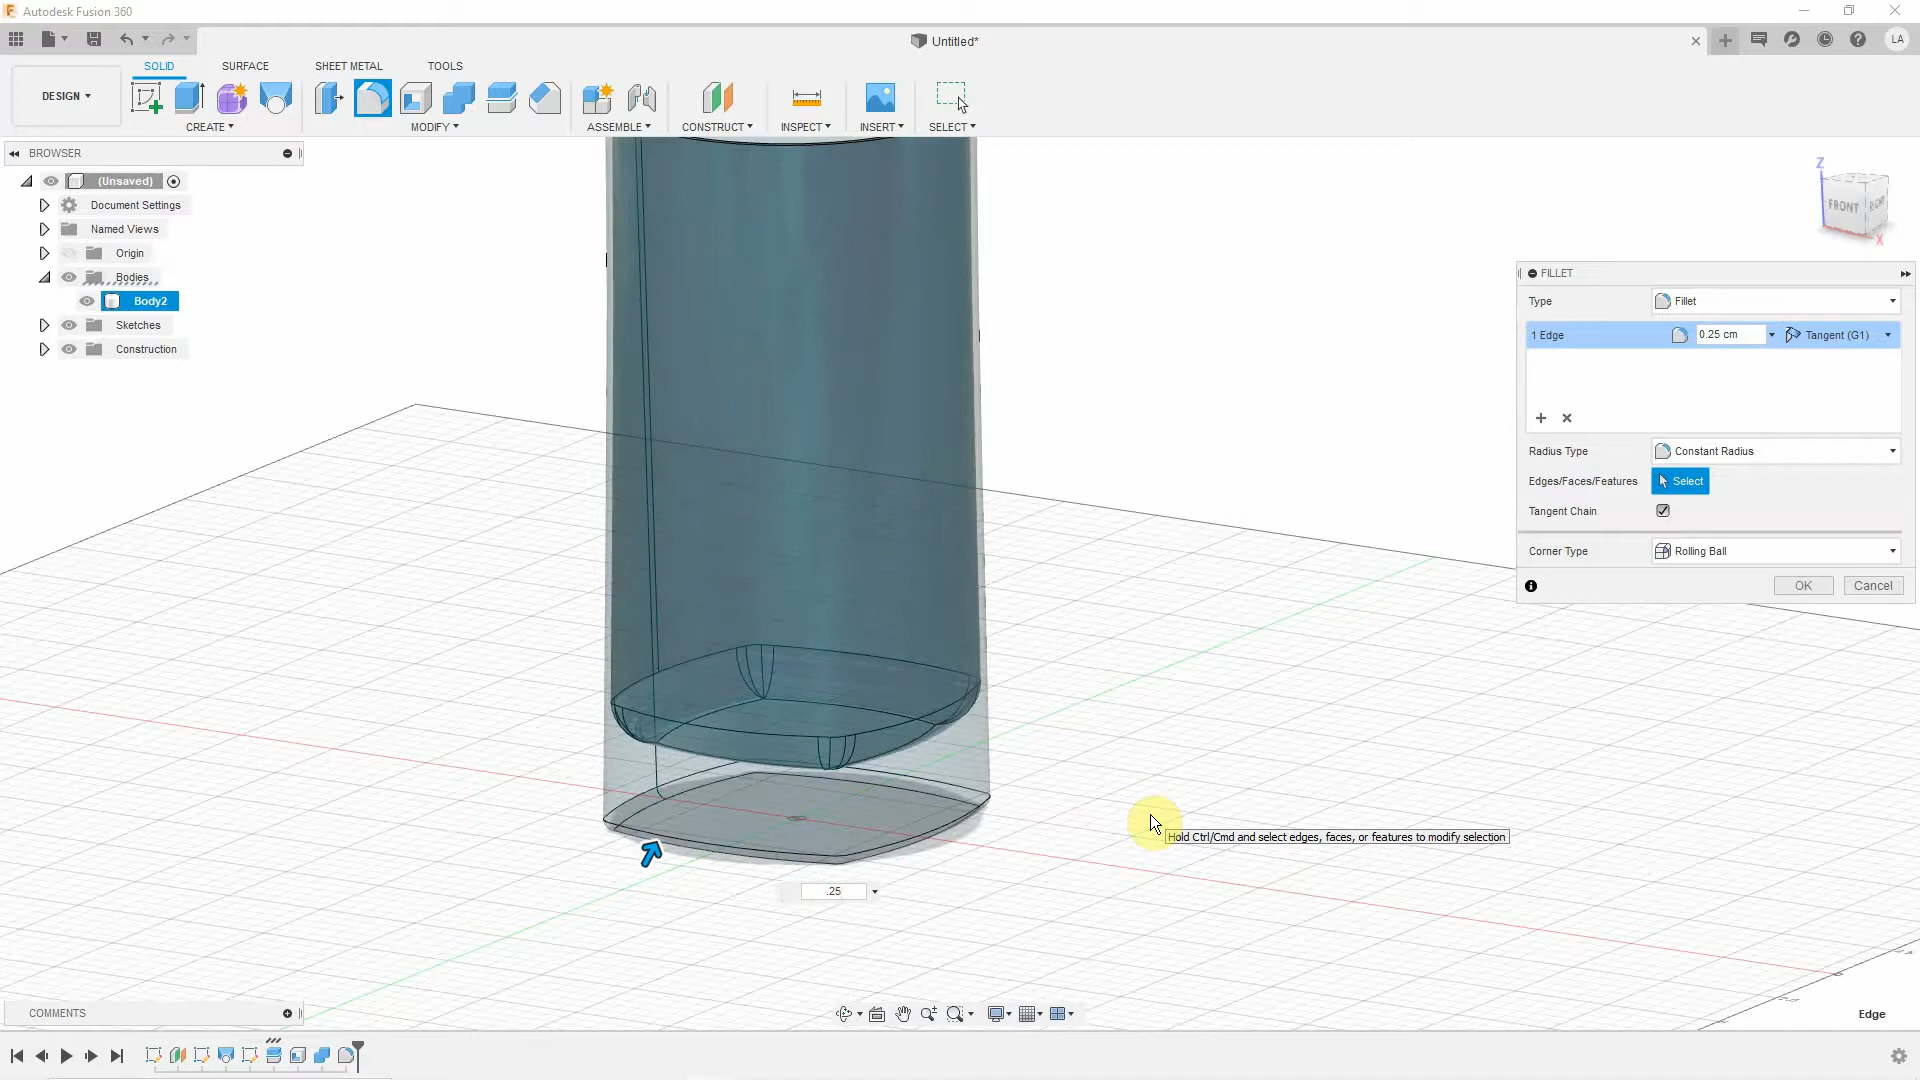 Autodesk Fusion 360
Untitled*
LA
SOLID
SURFACE
SHEET METAL
TOOLS
DESIGN
CREATE
MODIFY
ASSEMBLE
CONSTRUCT
INSPECT
INSERT
SELECT
BROWSER
(Unsaved)
Document Settings
Named Views
Origin
Bodies
Body2
Sketches
Construction
Z
FRONT
RIGHT
X
FILLET
Type
Fillet
1 Edge
0.25 cm
Tangent (G1)
Radius Type
Constant Radius
Edges/Faces/Features
Select
Tangent Chain
Corner Type
Rolling Ball
OK
Cancel
Hold Ctrl/Cmd and select edges, faces, or features to modify selection
.25
COMMENTS
Edge